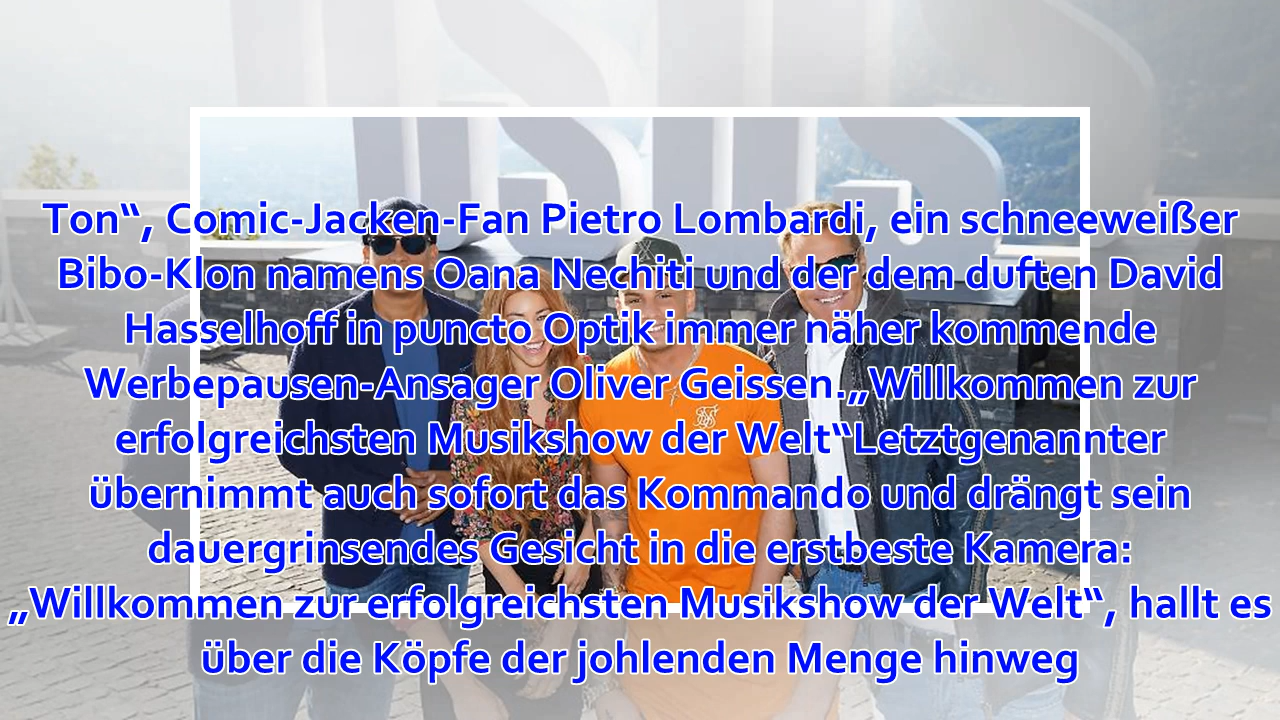 Ton“, Comic-Jacken-Fan Pietro Lombardi, ein schneeweißer
Bibo-Klon namens Oana Nechiti und der dem duften David
Hasselhoff in puncto Optik immer näher kommende
Werbepausen-Ansager Oliver Geissen.„Willkommen zur
erfolgreichsten Musikshow der Welt“Letztgenannter
übernimmt auch sofort das Kommando und drängt sein
dauergrinsendes Gesicht in die erstbeste Kamera:
„Willkommen zur erfolgreichsten Musikshow der Welt“, hallt es
über die Köpfe der johlenden Menge hinweg